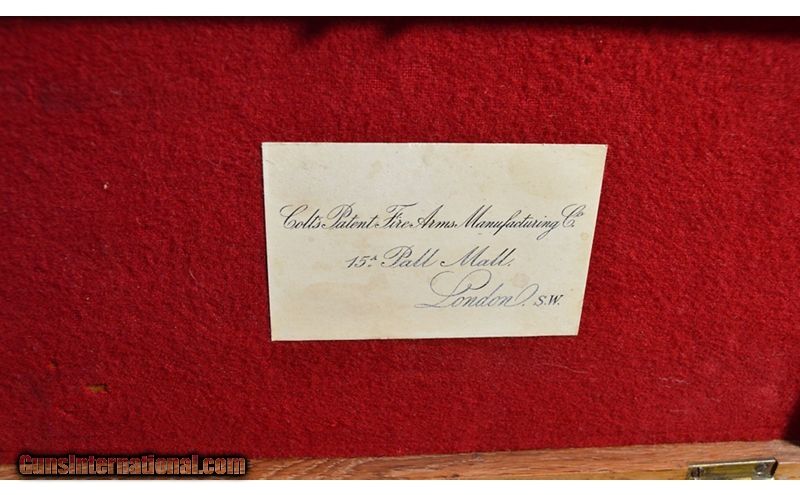 Colt's Patent Fire Arms Manufacturing Co.
15A Pall Mall.
London. S.W.
GunsInternational.com